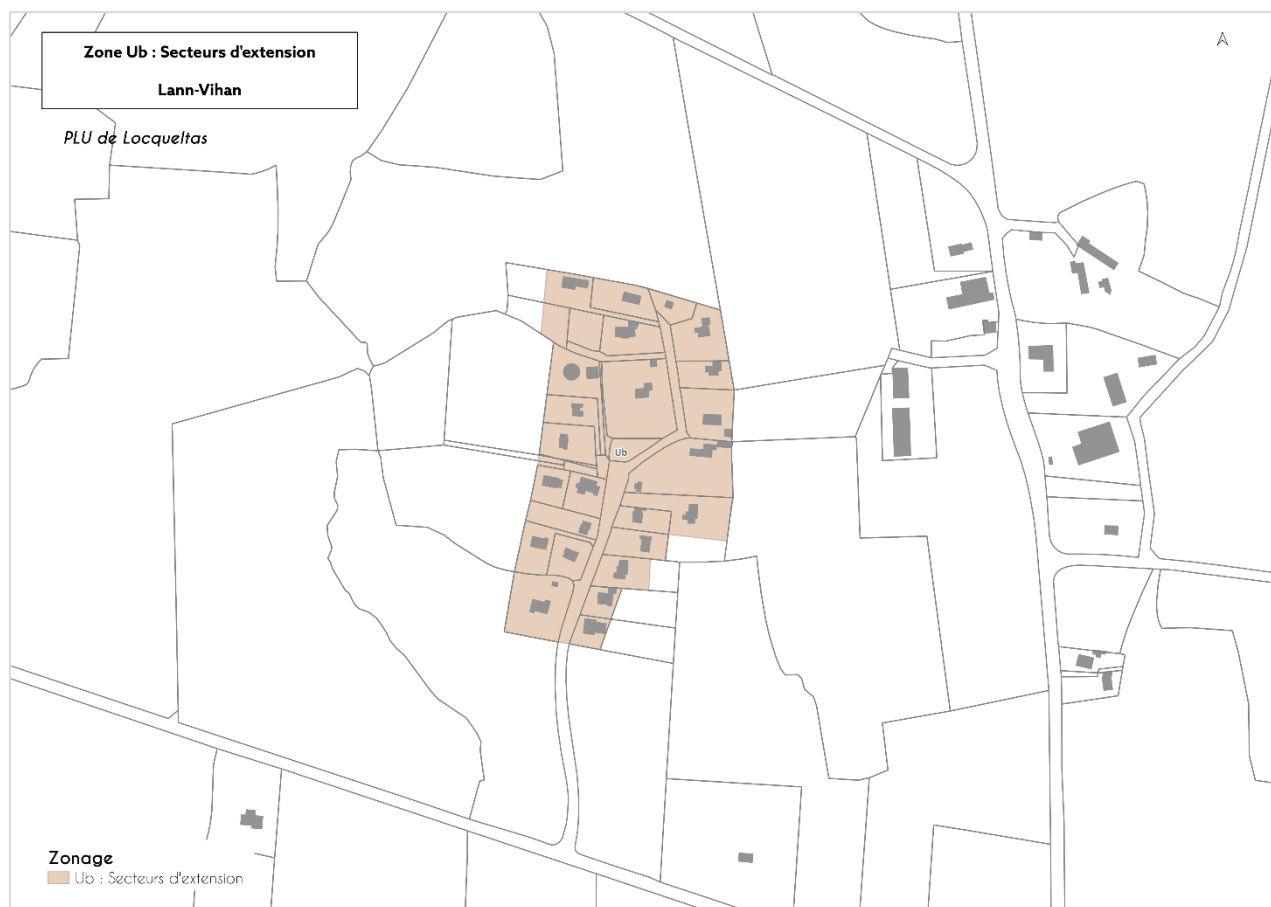 Zone Ub : Secteurs d'extension
Lann-Vihan
PLU de Locqueltas
Ub
Zonage
Ub : Secteurs d'extension